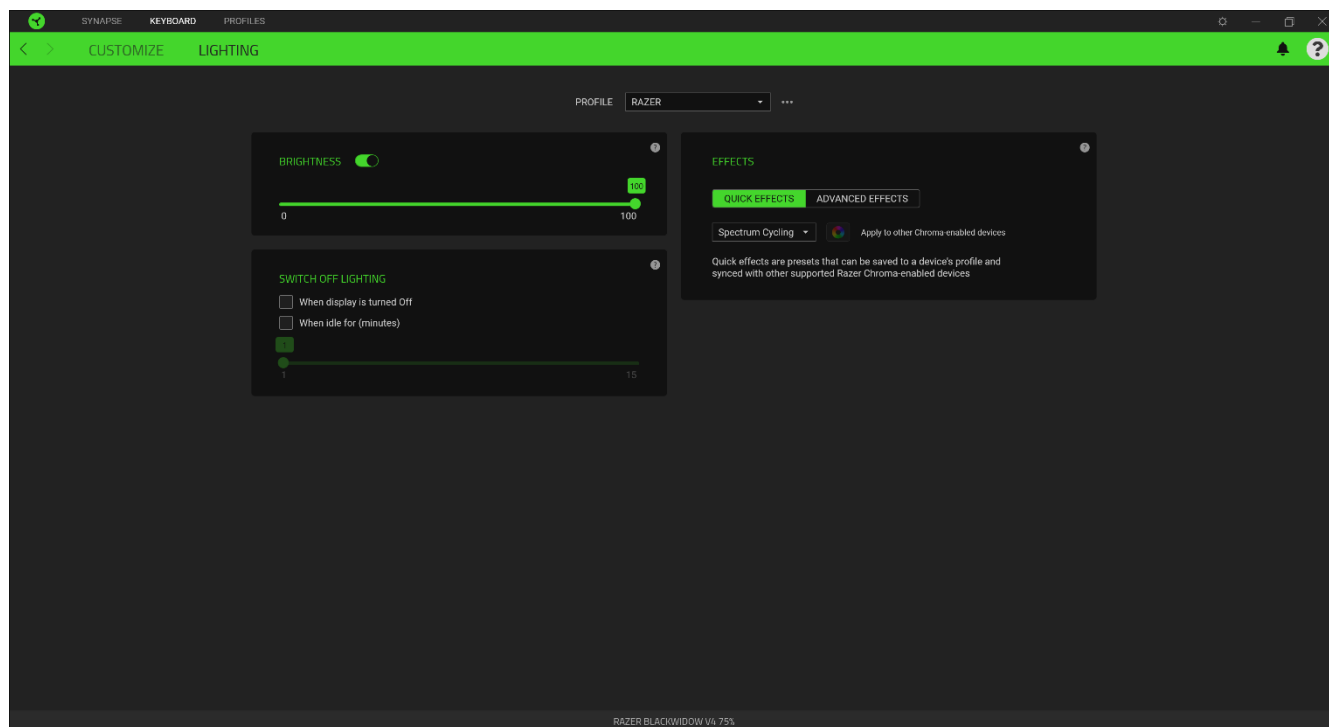 SYNAPSE KEYBOARD PROFILES
CUSTOMIZE LIGHTING
?
PROFILE RAZER
BRIGHTNESS
?
100
0 100
SWITCH OFF LIGHTING
?
When display is turned Off
When idle for (minutes)
1
1 15
EFFECTS
?
QUICK EFFECTS ADVANCED EFFECTS
Spectrum Cycling Apply to other Chroma-enabled devices
Quick effects are presets that can be saved to a device's profile and
synced with other supported Razer Chroma-enabled devices
RAZER BLACKWIDOW V4 75%